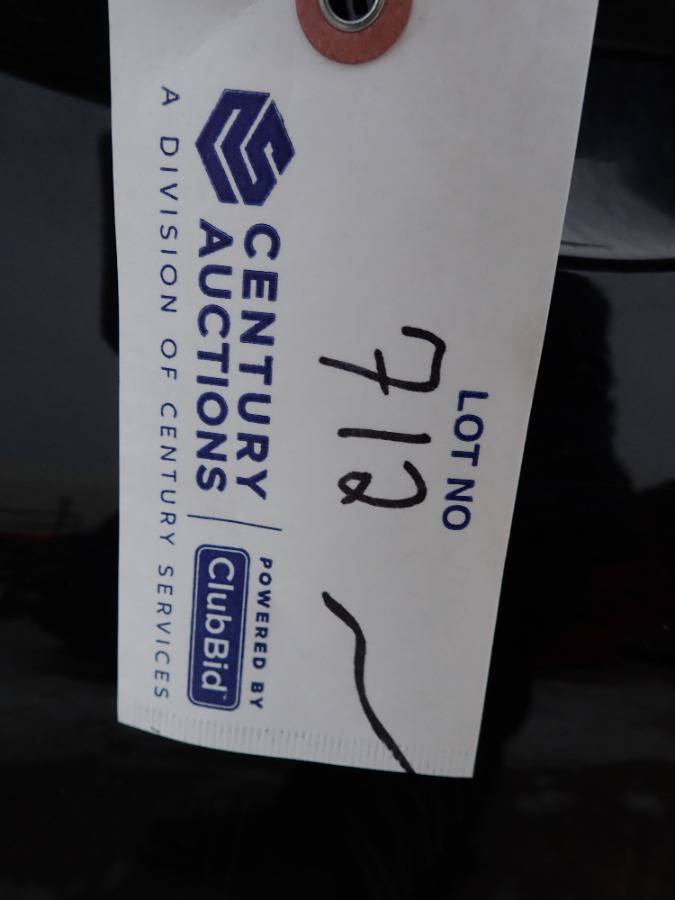 LOT NO
712
CENTURY
AUCTIONS
POWERED BY
ClubBid
A DIVISION OF CENTURY SERVICES